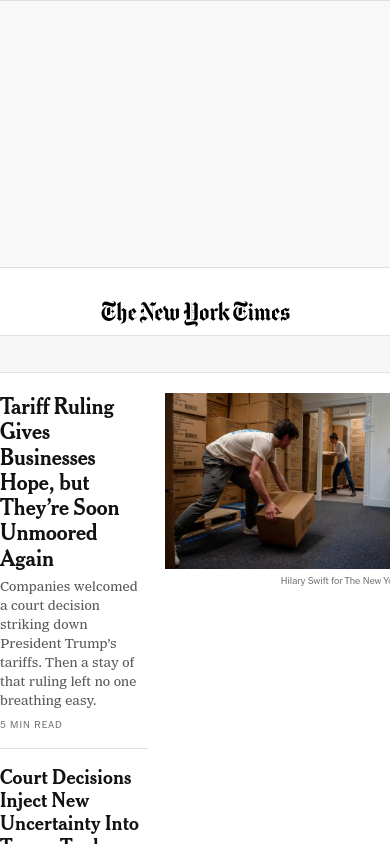 The New York Times
Tariff Ruling
Gives
Businesses
Hope, but
They’re Soon
Unmoored
Again
Companies welcomed
a court decision
striking down
President Trump’s
tariffs. Then a stay of
that ruling left no one
breathing easy.
5 MIN READ
Hilary Swift for The New Yo
Court Decisions
Inject New
Uncertainty Into